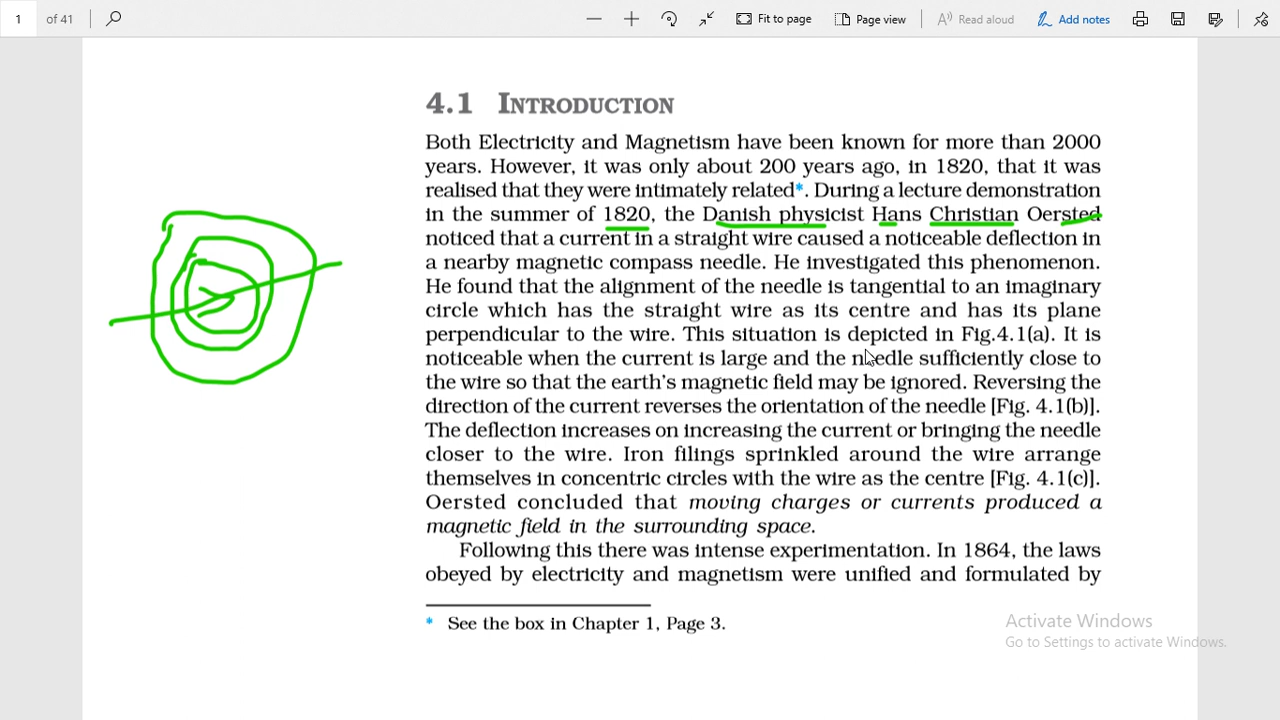 1 of 41 Fit to page Page view Read aloud Add notes
4.1 INTRODUCTION
Both Electricity and Magnetism have been known for more than 2000
years. However, it was only about 200 years ago, in 1820, that it was
realised that they were intimately related*. During a lecture demonstration
in the summer of 1820, the Danish physicist Hans Christian Oersted
noticed that a current in a straight wire caused a noticeable deflection in
a nearby magnetic compass needle. He investigated this phenomenon.
He found that the alignment of the needle is tangential to an imaginary
circle which has the straight wire as its centre and has its plane
perpendicular to the wire. This situation is depicted in Fig.4.1(a). It is
noticeable when the current is large and the needle sufficiently close to
the wire so that the earth's magnetic field may be ignored. Reversing the
direction of the current reverses the orientation of the needle [Fig. 4.1(b)].
The deflection increases on increasing the current or bringing the needle
closer to the wire. Iron filings sprinkled around the wire arrange
themselves in concentric circles with the wire as the centre [Fig. 4.1(c)].
Oersted concluded that moving charges or currents produced a
magnetic field in the surrounding space.
Following this there was intense experimentation. In 1864, the laws
obeyed by electricity and magnetism were unified and formulated by
* See the box in Chapter 1, Page 3.
Activate Windows
Go to Settings to activate Windows.